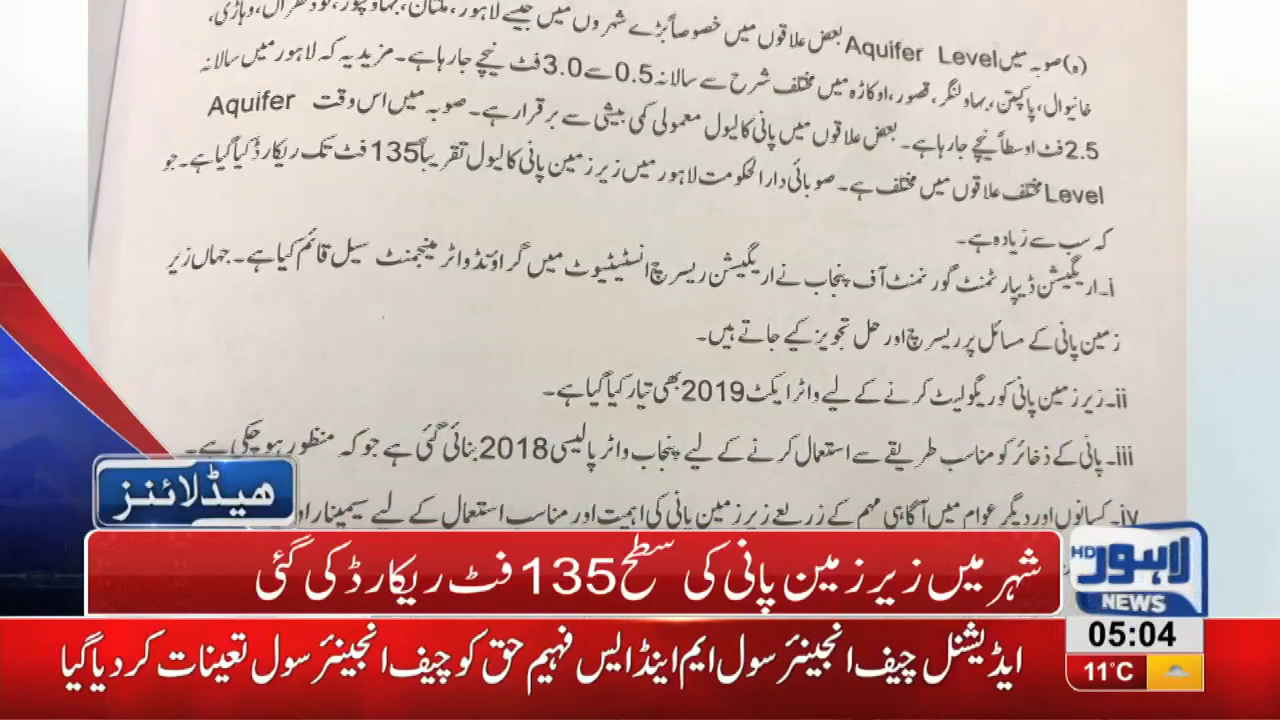 (ہ) صوبہ میں Aquifer Level بعض علاقوں میں خصوصاً بڑے شہروں میں جیسے لاہور، ملتان، بہاولپور، لودھراں، وہاڑی،
خانیوال، پاکپتن، بہاولنگر، قصور، اوکاڑہ میں مختلف شرح سے سالانہ 0.5 سے 3.0 فٹ نیچے جا رہا ہے۔ مزید یہ کہ لاہور میں سالانہ
2.5 فٹ اوسطاً نیچے جا رہا ہے۔ بعض علاقوں میں پانی کا لیول معمولی کمی بیشی سے برقرار ہے۔ صوبہ میں اس وقت Aquifer
Level مختلف علاقوں میں مختلف ہے۔ صوبائی دارالحکومت لاہور میں زیر زمین پانی کا لیول تقریباً 135 فٹ تک ریکارڈ کیا گیا ہے۔ جو
کہ سب سے زیادہ ہے۔
i۔ اریگیشن ڈیپارٹمنٹ گورنمنٹ آف پنجاب نے اریگیشن ریسرچ انسٹیٹیوٹ میں گراؤنڈ واٹر مینجمنٹ سیل قائم کیا ہے۔ جہاں زیر
زمین پانی کے مسائل پر ریسرچ اور حل تجویز کیے جاتے ہیں۔
ii۔ زیر زمین پانی کو ریگولیٹ کرنے کے لیے واٹر ایکٹ 2019 بھی تیار کیا گیا ہے۔
iii۔ پانی کے ذخائر کو مناسب طریقے سے استعمال کرنے کے لیے پنجاب واٹر پالیسی 2018 بنائی گئی ہے جو کہ منظور ہو چکی ہے۔
iv۔ کسانوں اور دیگر عوام میں آگاہی مہم کے ذریعے زیر زمین پانی کی اہمیت اور مناسب استعمال کے لیے سیمینار
ہیڈلائنز
شہر میں زیر زمین پانی کی سطح 135 فٹ ریکارڈ کی گئی
لاہور HD
NEWS
05:04
11°C
ایڈیشنل چیف انجینئر سول ایم اینڈ ایس فہیم حق کو چیف انجینئر سول تعینات کر دیا گیا